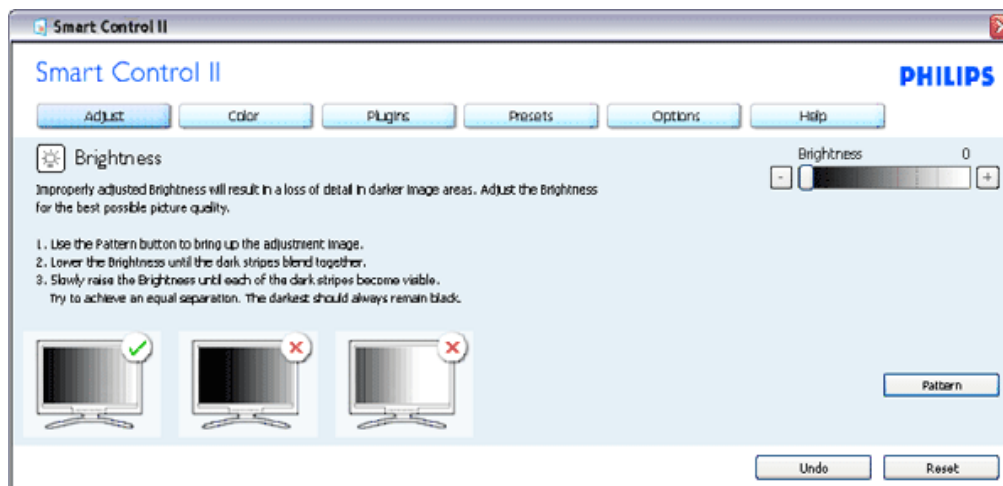 Smart Control II
Smart Control II
PHILIPS
Adjust Color Plugins Presets Options Help
Brightness
Brightness 0
Improperly adjusted Brightness will result in a loss of detail in darker image areas. Adjust the Brightness
for the best possible picture quality.
- +
1. Use the Pattern button to bring up the adjustment image.
2. Lower the Brightness until the dark stripes blend together.
3. Slowly raise the Brightness until each of the dark stripes become visible.
Try to achieve an equal separation. The darkest should always remain black.
Pattern
Undo Reset